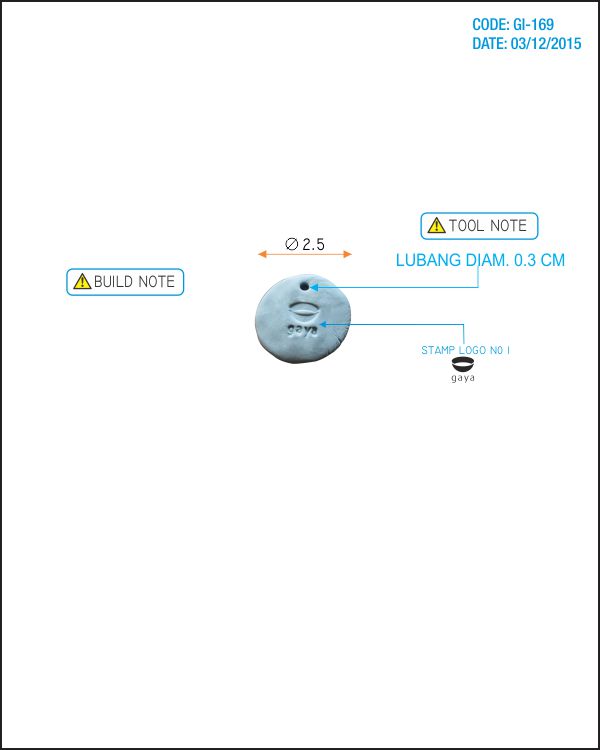 CODE: GI-169
DATE: 03/12/2015
TOOL NOTE
Ø 2.5
LUBANG DIAM. 0.3 CM
BUILD NOTE
gaya
STAMP LOGO NO 1
gaya